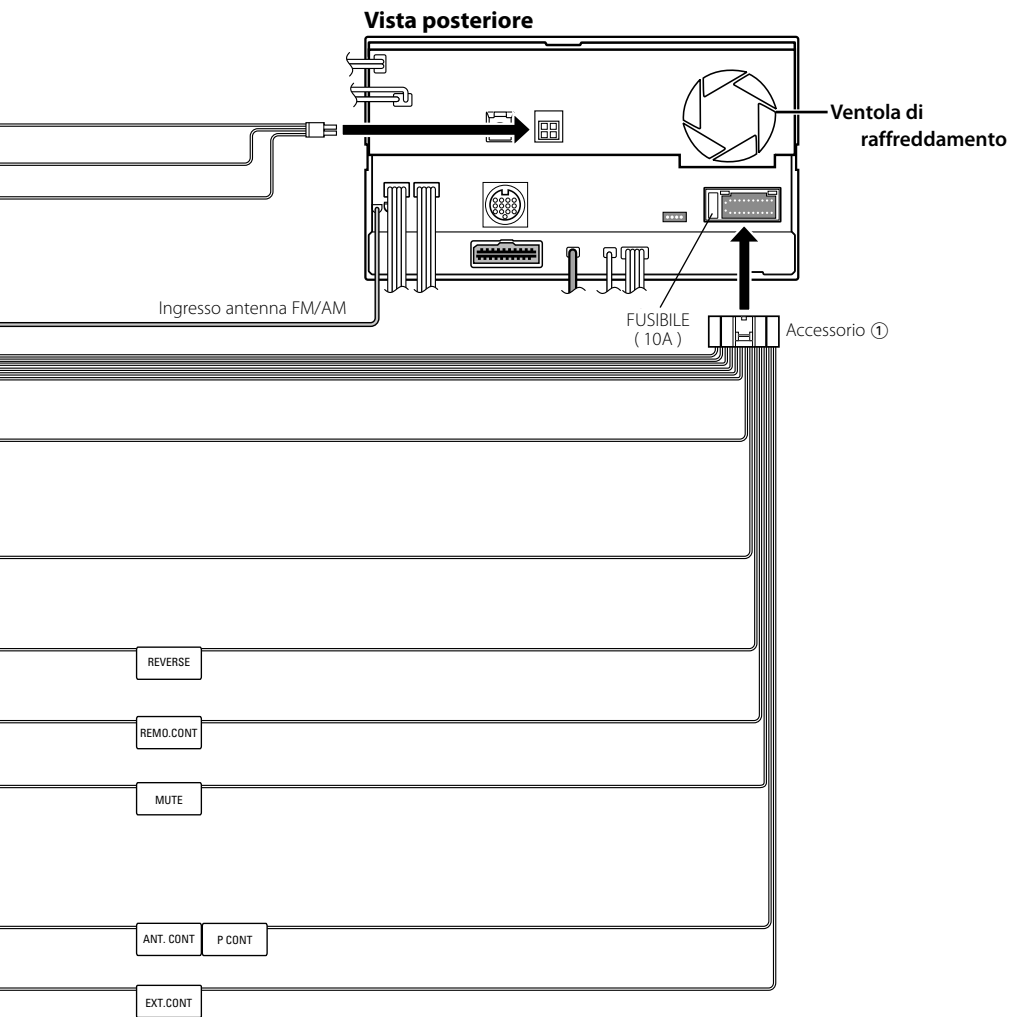 Vista posteriore
Ventola di
raffreddamento
Ingresso antenna FM/AM
FUSIBILE
( 10A )
Accessorio ①
REVERSE
REMO.CONT
MUTE
ANT. CONT
P CONT
EXT.CONT